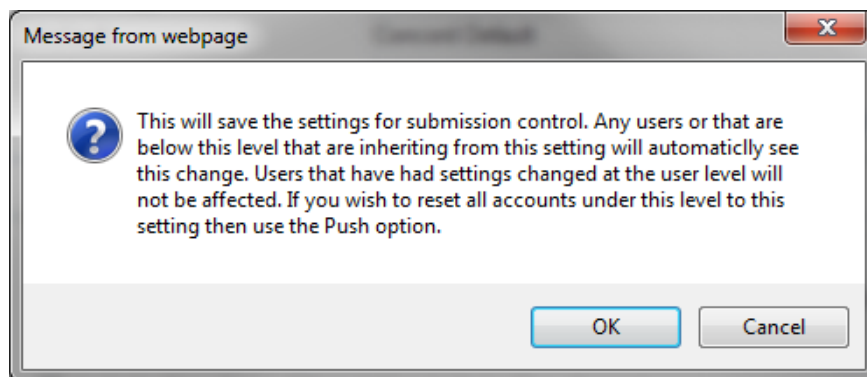 Message from webpage
This will save the settings for submission control. Any users or that are
below this level that are inheriting from this setting will automaticlly see
this change. Users that have had settings changed at the user level will
not be affected. If you wish to reset all accounts under this level to this
setting then use the Push option.
OK
Cancel